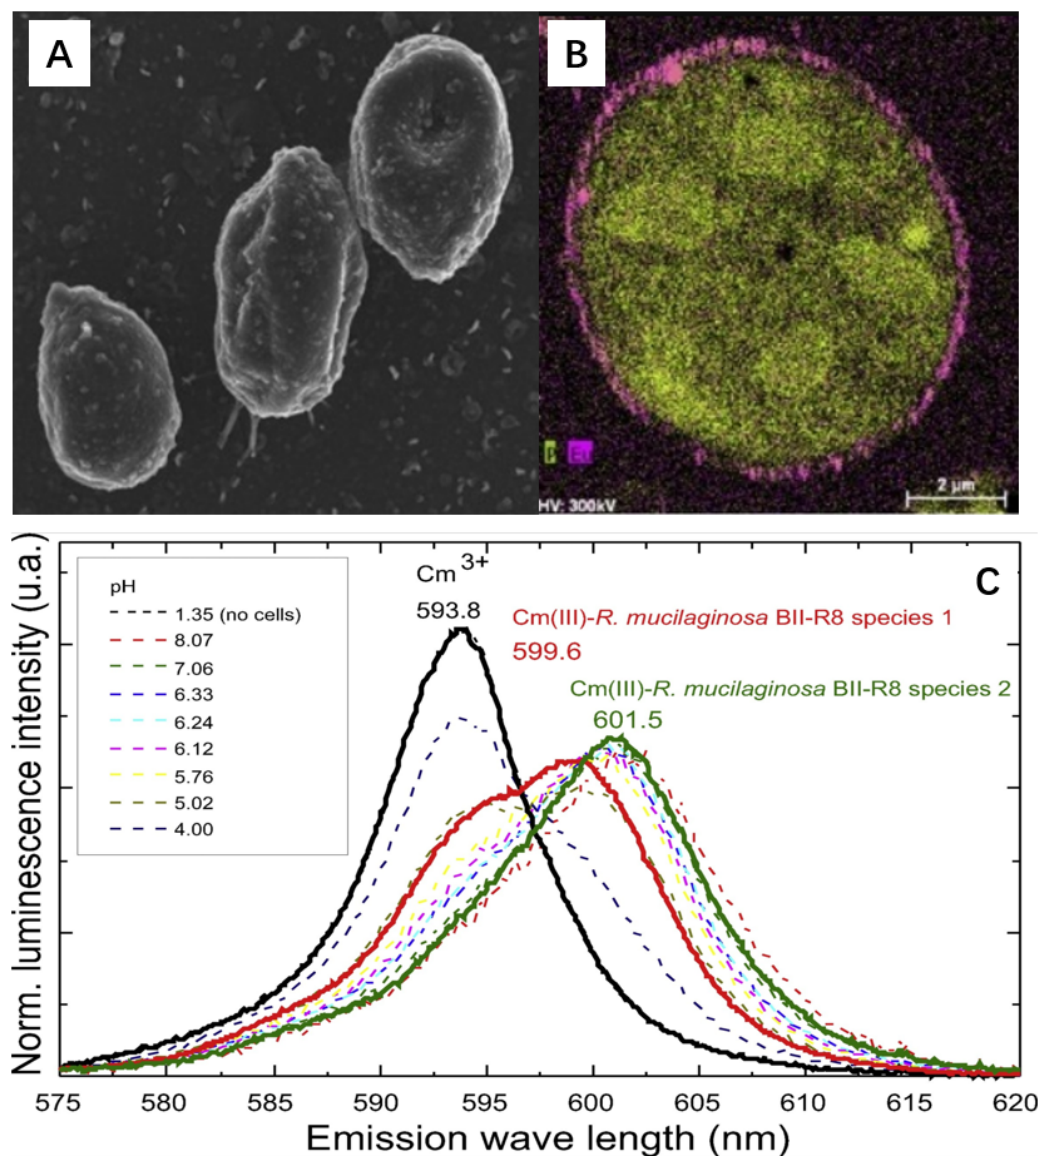 A
B
Eu
2 µm
HV: 300kV
C
Norm. luminescence intensity (u.a.)
pH
1.35 (no cells)
8.07
7.06
6.33
6.24
6.12
5.76
5.02
4.00
Cm3+
593.8
Cm(III)-R. mucilaginosa BII-R8 species 1
599.6
Cm(III)-R. mucilaginosa BII-R8 species 2
601.5
575 580 585 590 595 600 605 610 615 620
Emission wave length (nm)